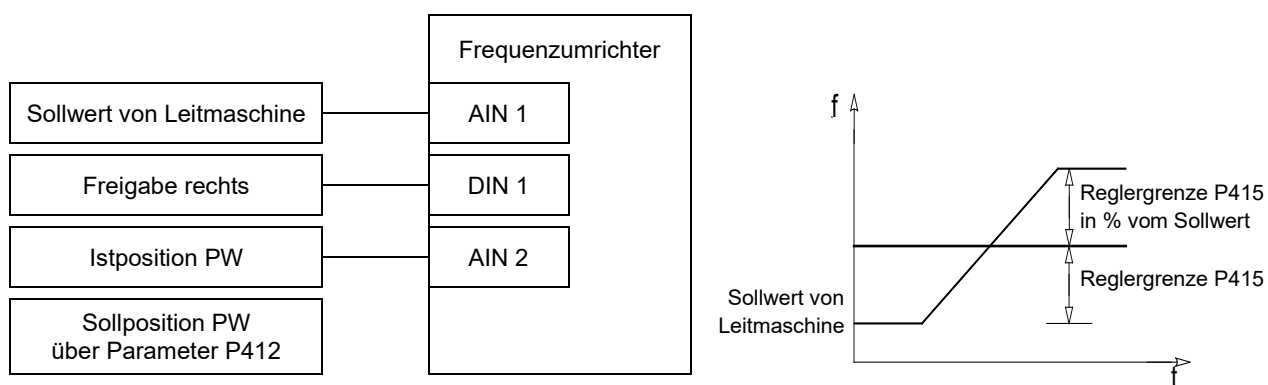 Frequenzumrichter
Sollwert von Leitmaschine
AIN 1
Freigabe rechts
DIN 1
Istposition PW
AIN 2
Sollposition PW
über Parameter P412
f
Reglergrenze P415
in % vom Sollwert
Reglergrenze P415
Sollwert von
Leitmaschine
f